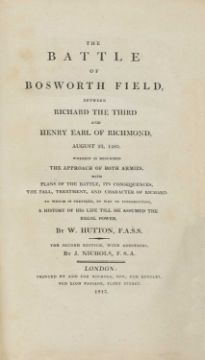 THE
BATTLE
OF
BOSWORTH FIELD,
BETWEEN
RICHARD THE THIRD
AND
HENRY EARL OF RICHMOND,
AUGUST 22, 1485.
WHEREIN IS DESCRIBED
THE APPROACH OF BOTH ARMIES,
WITH
PLANS OF THE BATTLE, ITS CONSEQUENCES,
THE FALL, TREATMENT, AND CHARACTER OF RICHARD.
TO WHICH IS PREFIXED, BY WAY OF INTRODUCTION,
A HISTORY OF HIS LIFE TILL HE ASSUMED THE
REGAL POWER.
BY W. HUTTON, F.A.S.S.
THE SECOND EDITION, WITH ADDITIONS,
BY J. NICHOLS, F.S.A.
LONDON:
PRINTED BY AND FOR NICHOLS, SON, AND BENTLEY,
RED LION PASSAGE, FLEET STREET.
1813.